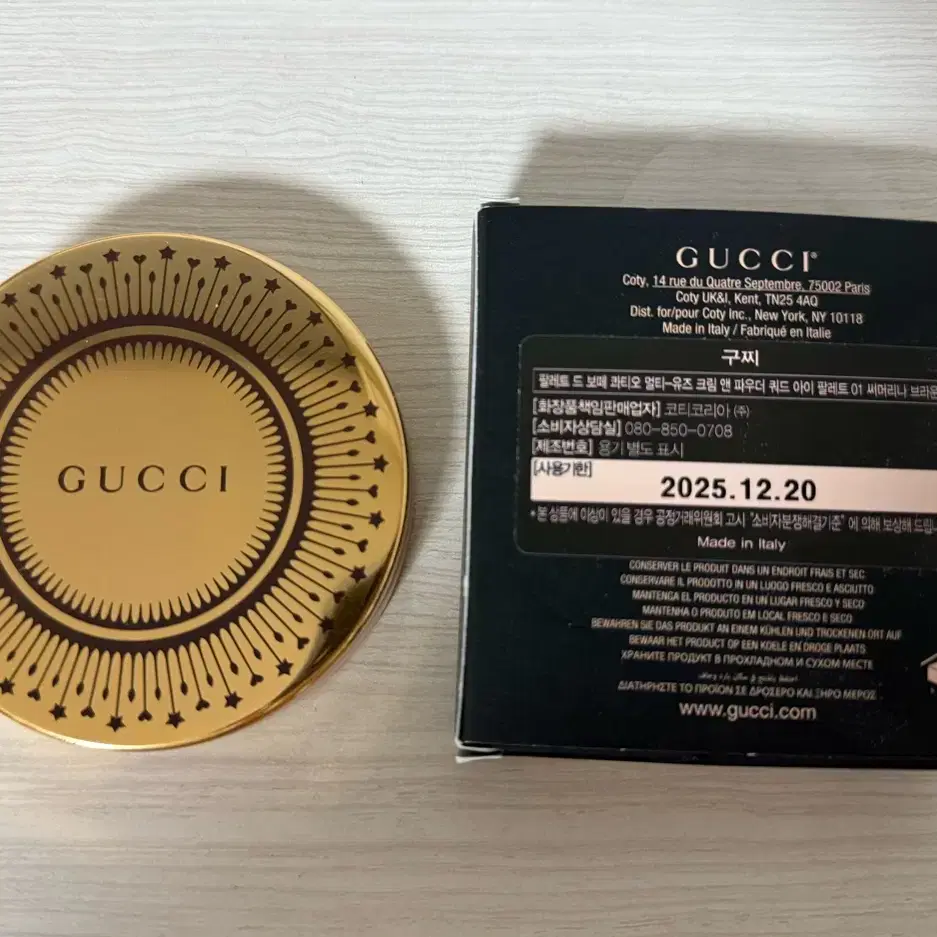 GUCCI
GUCCI®
Coty, 14 rue du Quatre Septembre, 75002 Paris
Coty UK&I, Kent, TN25 4AQ
Dist. for/pour Coty Inc., New York, NY 10118
Made in Italy / Fabriqué en Italie
구찌
팔레트 드 보떼 콰티오 멀티-유즈 크림 앤 파우더 쿼드 아이 팔레트 01 써머리나 브라운
[화장품책임판매업자] 코티코리아 (주)
[소비자상담실] 080-850-0708
[제조번호] 용기 별도 표시
[사용기한]
2025.12.20
*본 상품에 이상이 있을 경우 공정거래위원회 고시 "소비자분쟁해결기준" 에 의해 보상해 드립니
Made in Italy
CONSERVER LE PRODUIT DANS UN ENDROIT FRAIS ET SEC
CONSERVARE IL PRODOTTO IN UN LUOGO FRESCO E ASCIUTTO
MANTENGA EL PRODUCTO EN UN LUGAR FRESCO Y SECO
MANTENHA O PRODUTO EM LOCAL FRESCO E SECO
BEWAHREN SIE DAS PRODUKT AN EINEM KÜHLEN UND TROCKENEN ORT AUF
BEWAAR HET PRODUCT OP EEN KOELE EN DROGE PLAATS
ХРАНИТЕ ПРОДУКТ В ПРОХЛАДНОМ И СУХОМ МЕСТЕ
ΔΙΑΤΗΡΗΣΤΕ ΤΟ ΠΡΟΪΟΝ ΣΕ ΔΡΟΣΕΡΟ ΚΑΙ ΞΗΡΟ ΜΕΡΟΣ
www.gucci.com